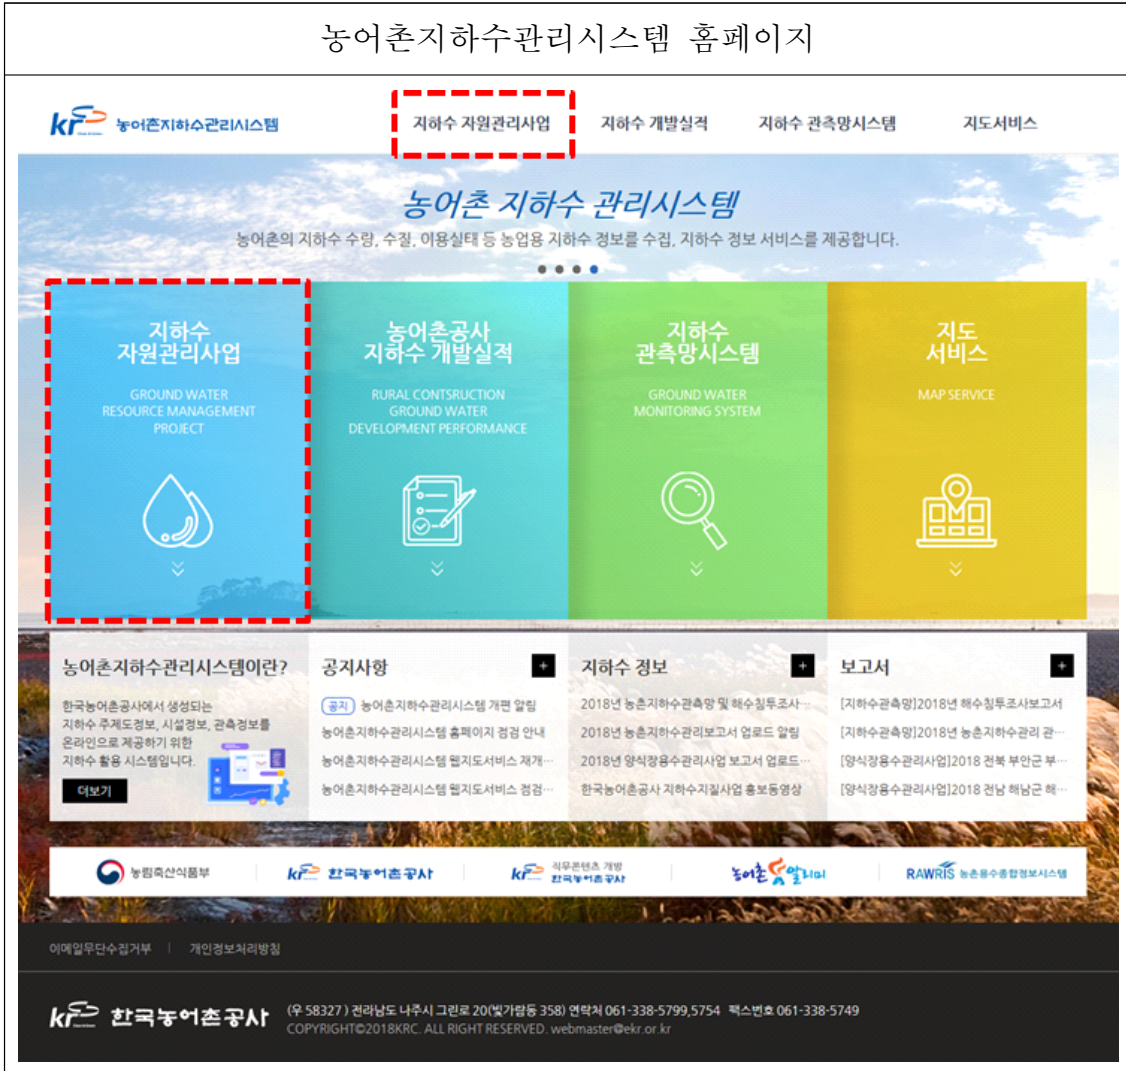 농어촌지하수관리시스템 홈페이지
kr 농어촌지하수관리시스템
지하수 자원관리사업
지하수 개발실적
지하수 관측망시스템
지도서비스
농어촌 지하수 관리시스템
농어촌의 지하수 수량, 수질, 이용실태 등 농업용 지하수 정보를 수집, 지하수 정보 서비스를 제공합니다.
지하수
자원관리사업
GROUND WATER
RESOURCE MANAGEMENT
PROJECT
농어촌공사
지하수 개발실적
RURAL CONTSRUCTION
GROUND WATER
DEVELOPMENT PERFORMANCE
지하수
관측망시스템
GROUND WATER
MONITORING SYSTEM
지도
서비스
MAP SERVICE
농어촌지하수관리시스템이란?
한국농어촌공사에서 생성되는
지하수 주제도정보, 시설정보, 관측정보를
온라인으로 제공하기 위한
지하수 활용 시스템입니다.
더보기
공지사항 +
공지 농어촌지하수관리시스템 개편 알림
농어촌지하수관리시스템 홈페이지 점검 안내
농어촌지하수관리시스템 웹지도서비스 재개…
농어촌지하수관리시스템 웹지도서비스 점검…
지하수 정보 +
2018년 농촌지하수관측망 및 해수침투조사…
2018년 농촌지하수관리보고서 업로드 알림
2018년 양식장용수관리사업 보고서 업로드…
한국농어촌공사 지하수지질사업 홍보동영상
보고서 +
[지하수관측망]2018년 해수침투조사보고서
[지하수관측망]2018년 농촌지하수관리 관…
[양식장용수관리사업]2018 전북 부안군 부…
[양식장용수관리사업]2018 전남 해남군 해…
농림축산식품부
kr 한국농어촌공사
kr 직무콘텐츠 개방
한국농어촌공사
농어촌알리미
RAWRIS 농촌용수종합정보시스템
이메일무단수집거부 | 개인정보처리방침
kr 한국농어촌공사
(우 58327 ) 전라남도 나주시 그린로 20(빛가람동 358) 연락처 061-338-5799,5754 팩스번호 061-338-5749
COPYRIGHT©2018KRC. ALL RIGHT RESERVED. webmaster@ekr.or.kr